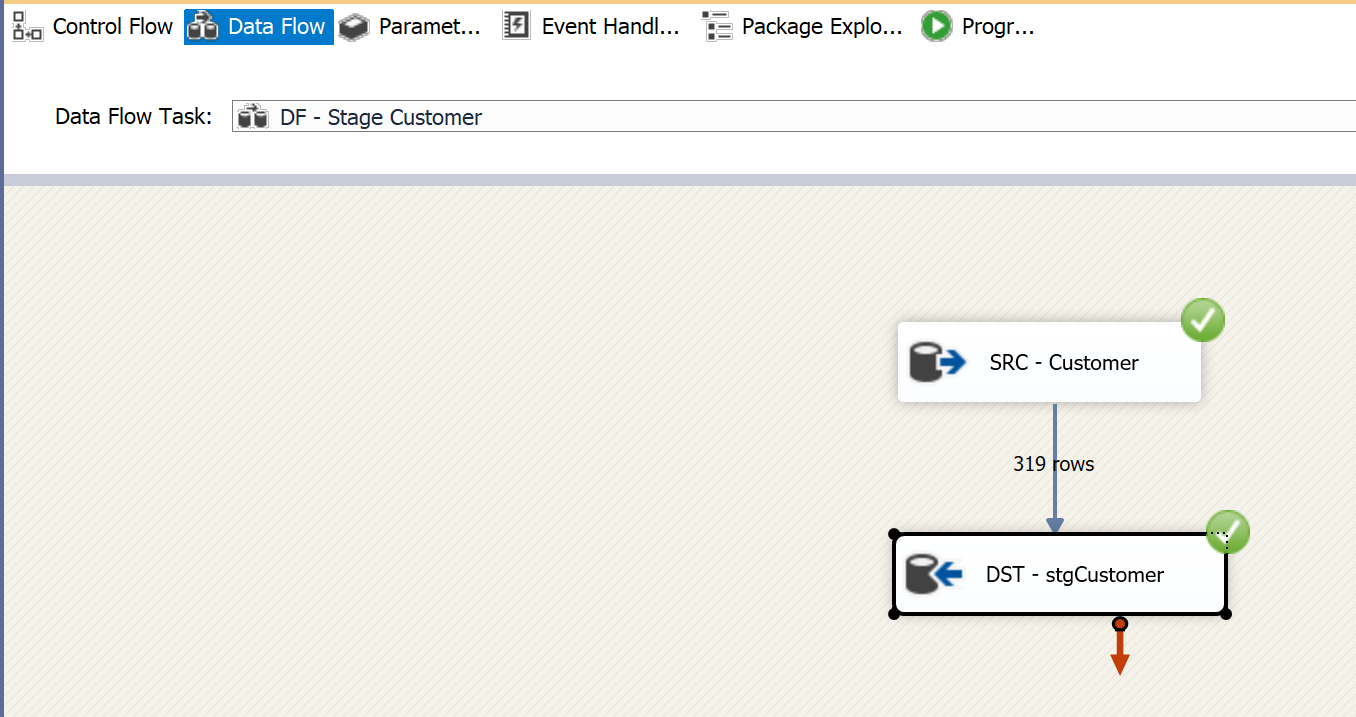 Control Flow Data Flow Paramet... Event Handl... Package Explo... Progr...
Data Flow Task: DF - Stage Customer
SRC - Customer
319 rows
DST - stgCustomer